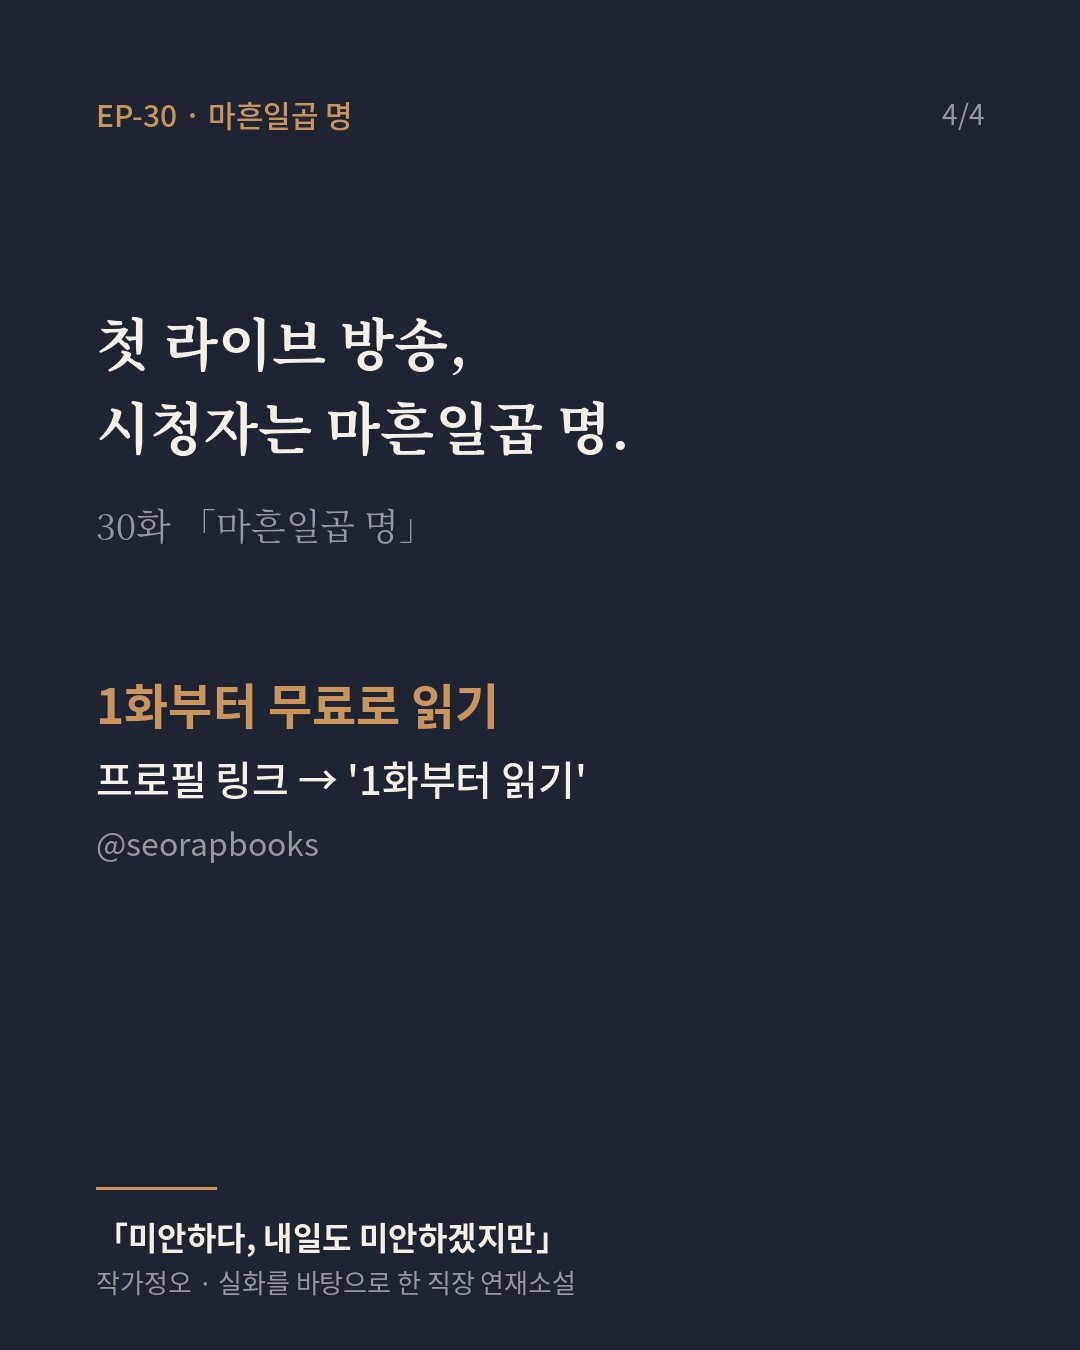 EP-30 · 마흔일곱 명
4/4
첫 라이브 방송,
시청자는 마흔일곱 명.
30화 「마흔일곱 명」
1화부터 무료로 읽기
프로필 링크 → '1화부터 읽기'
@seorapbooks
「미안하다, 내일도 미안하겠지만」
작가정오 · 실화를 바탕으로 한 직장 연재소설